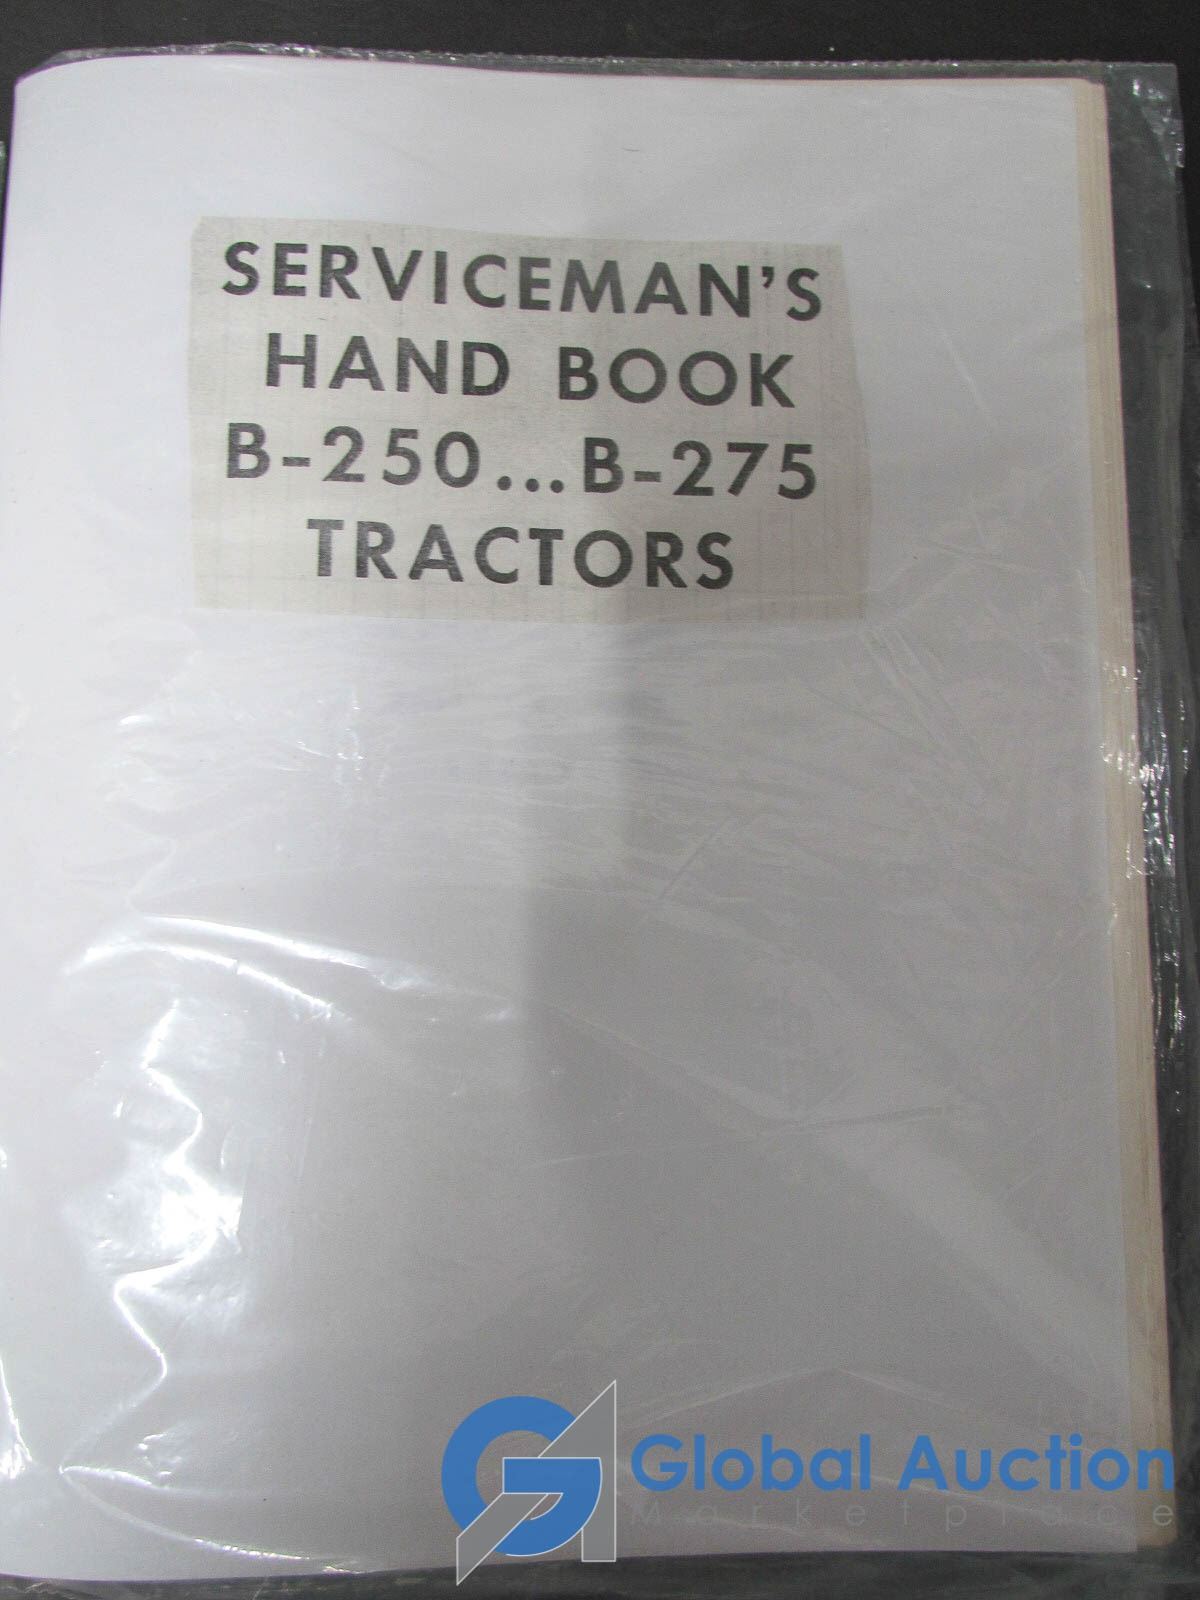 SERVICEMAN'S
HAND BOOK
B-250...B-275
TRACTORS
Global Auction
Marketplace